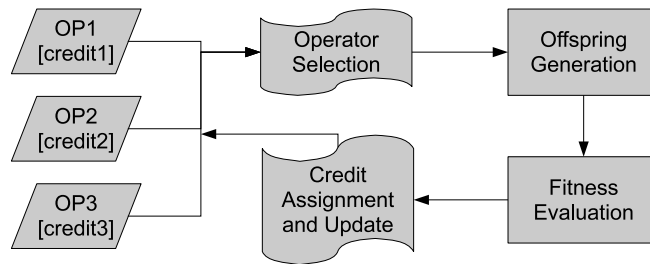 OP1
[credit1]
OP2
[credit2]
OP3
[credit3]
Operator
Selection
Offspring
Generation
Credit
Assignment
and Update
Fitness
Evaluation